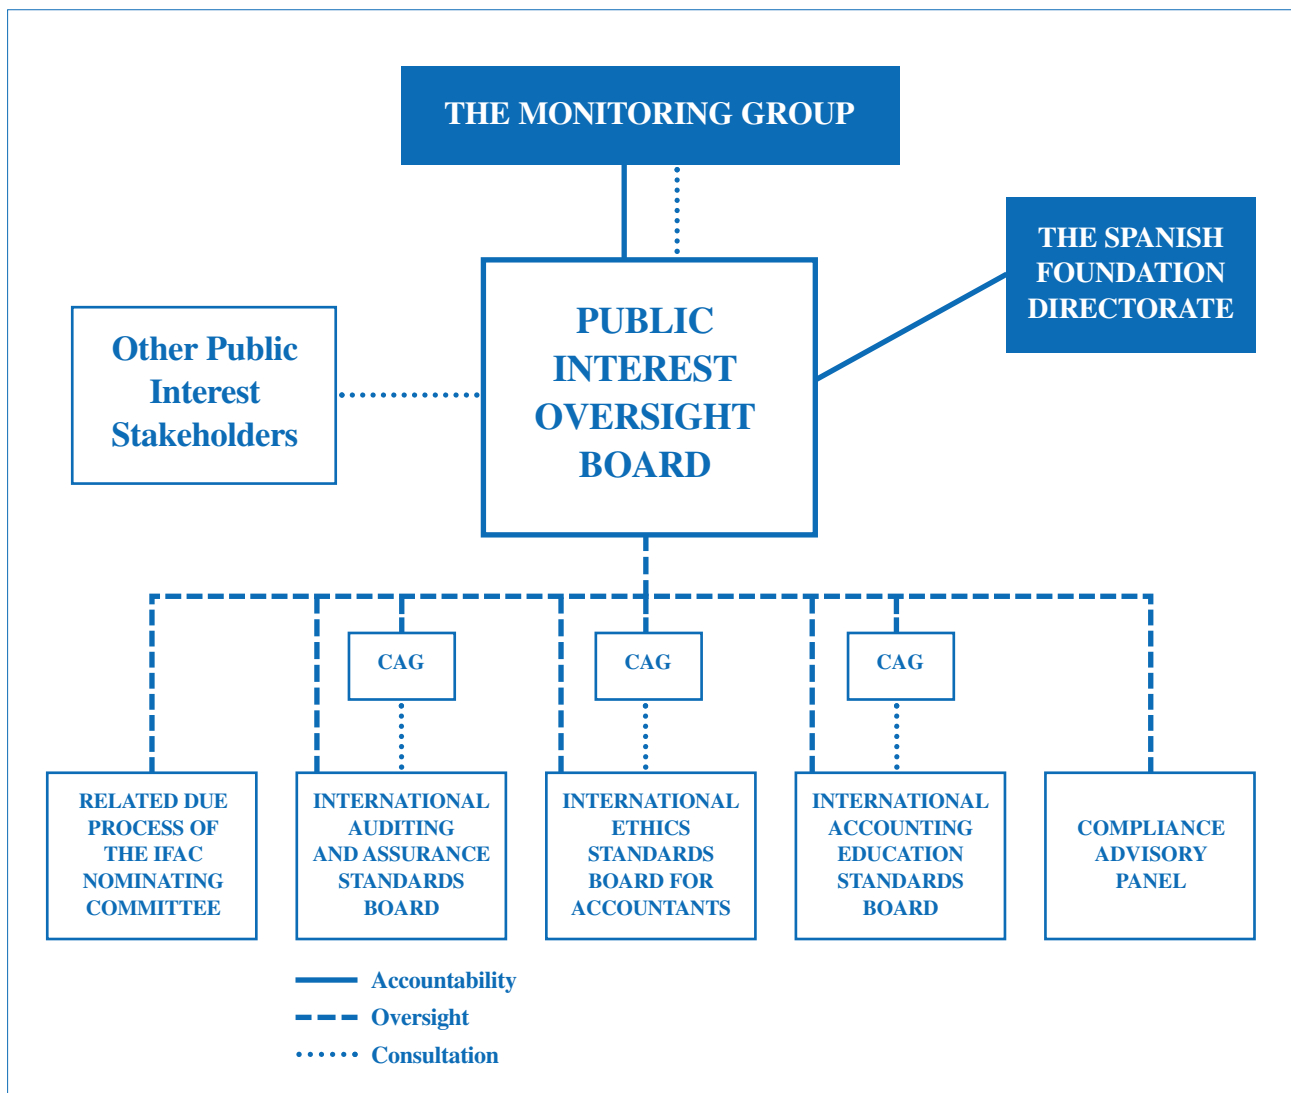 THE MONITORING GROUP
THE SPANISH
FOUNDATION
DIRECTORATE
PUBLIC
INTEREST
OVERSIGHT
BOARD
Other Public
Interest
Stakeholders
CAG
CAG
CAG
RELATED DUE
PROCESS OF
THE IFAC
NOMINATING
COMMITTEE
INTERNATIONAL
AUDITING
AND ASSURANCE
STANDARDS
BOARD
INTERNATIONAL
ETHICS
STANDARDS
BOARD FOR
ACCOUNTANTS
INTERNATIONAL
ACCOUNTING
EDUCATION
STANDARDS
BOARD
COMPLIANCE
ADVISORY
PANEL
Accountability
Oversight
Consultation